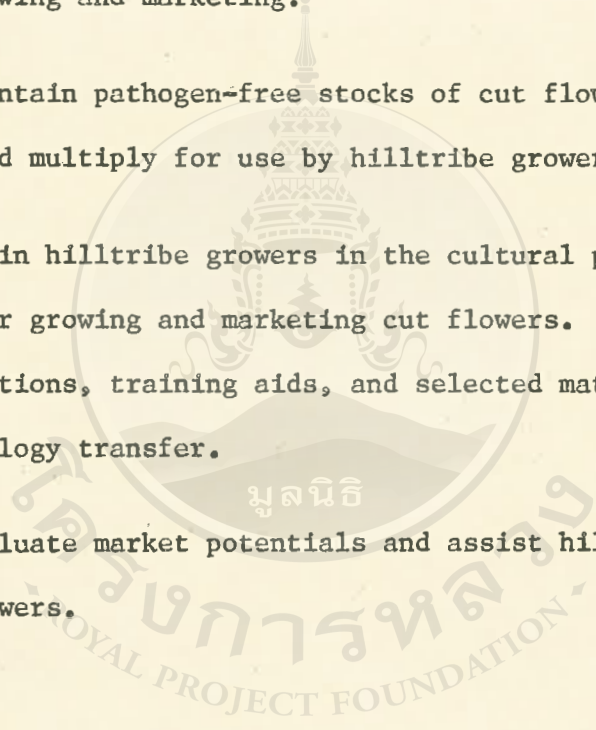 wing and marketing.
ntain pathogen-free stocks of cut flow
d multiply for use by hilltribe grower
in hilltribe growers in the cultural p
r growing and marketing cut flowers.
tions, training aids, and selected mat
logy transfer.
luate market potentials and assist hil
wers.
มูลนิธิ
โครงการหลวง
ROYAL PROJECT FOUNDATION